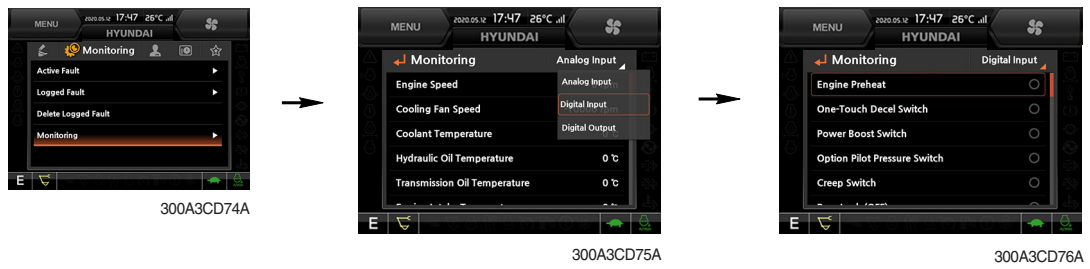 MENU
2020.05.12 17:47 26°C
HYUNDAI
Monitoring
Active Fault
Logged Fault
Delete Logged Fault
Monitoring
E
300A3CD74A
MENU
2020.05.12 17:47 26°C
HYUNDAI
Monitoring
Analog Input
Engine Speed
Cooling Fan Speed
Coolant Temperature
Hydraulic Oil Temperature 0 ℃
Transmission Oil Temperature 0 ℃
Analog Input
Digital Input
Digital Output
E
300A3CD75A
MENU
2020.05.12 17:47 26°C
HYUNDAI
Monitoring
Digital Input
Engine Preheat
One-Touch Decel Switch
Power Boost Switch
Option Pilot Pressure Switch
Creep Switch
E
300A3CD76A